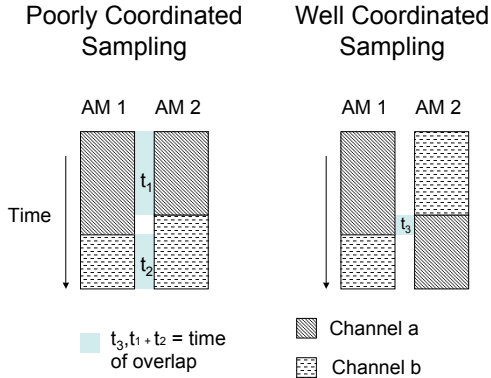 Poorly Coordinated
Sampling
Well Coordinated
Sampling
AM 1
AM 2
AM 1
AM 2
Time
t1
t2
t3
t3,t1 + t2 = time
of overlap
Channel a
Channel b